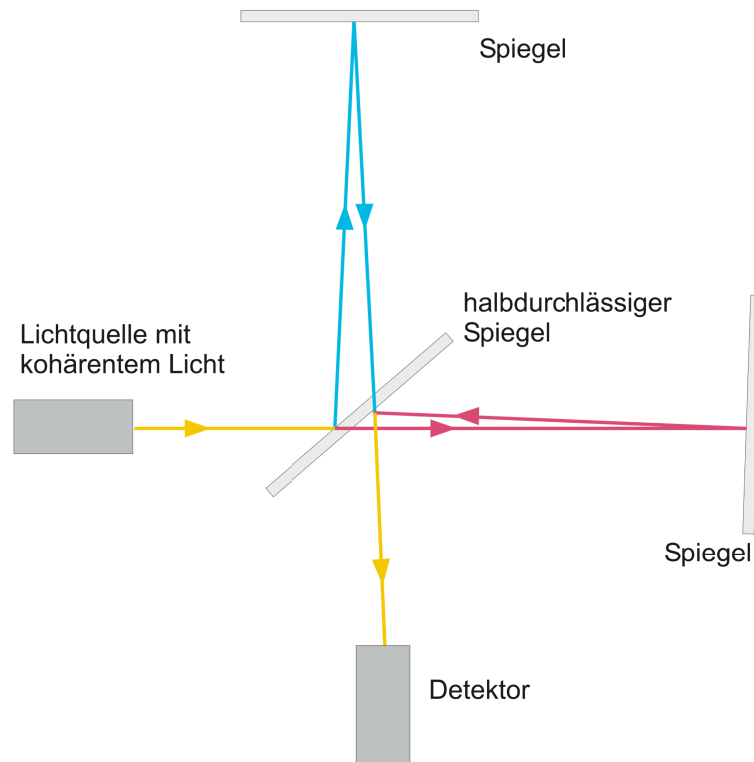 Spiegel
halbdurchlässiger
Spiegel
Lichtquelle mit
kohärentem Licht
Spiegel
Detektor